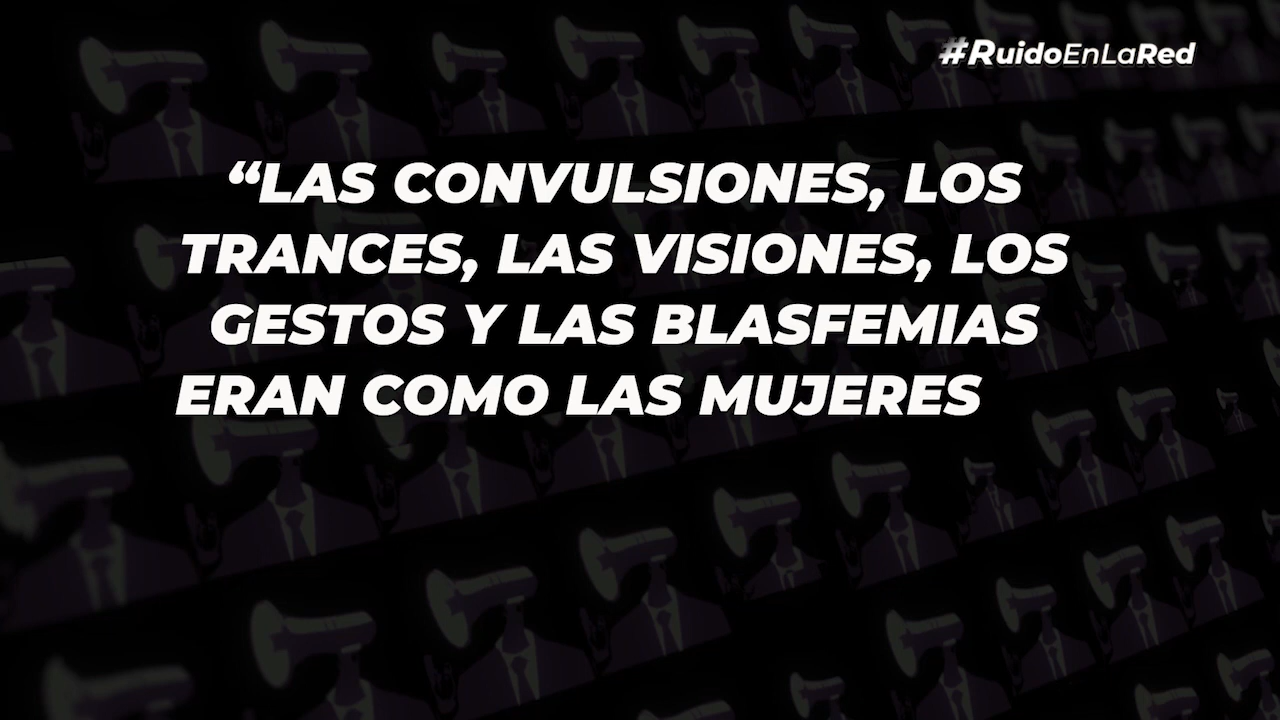 #RuidoEnLaRed
“LAS CONVULSIONES, LOS
TRANCES, LAS VISIONES, LOS
GESTOS Y LAS BLASFEMIAS
ERAN COMO LAS MUJERES